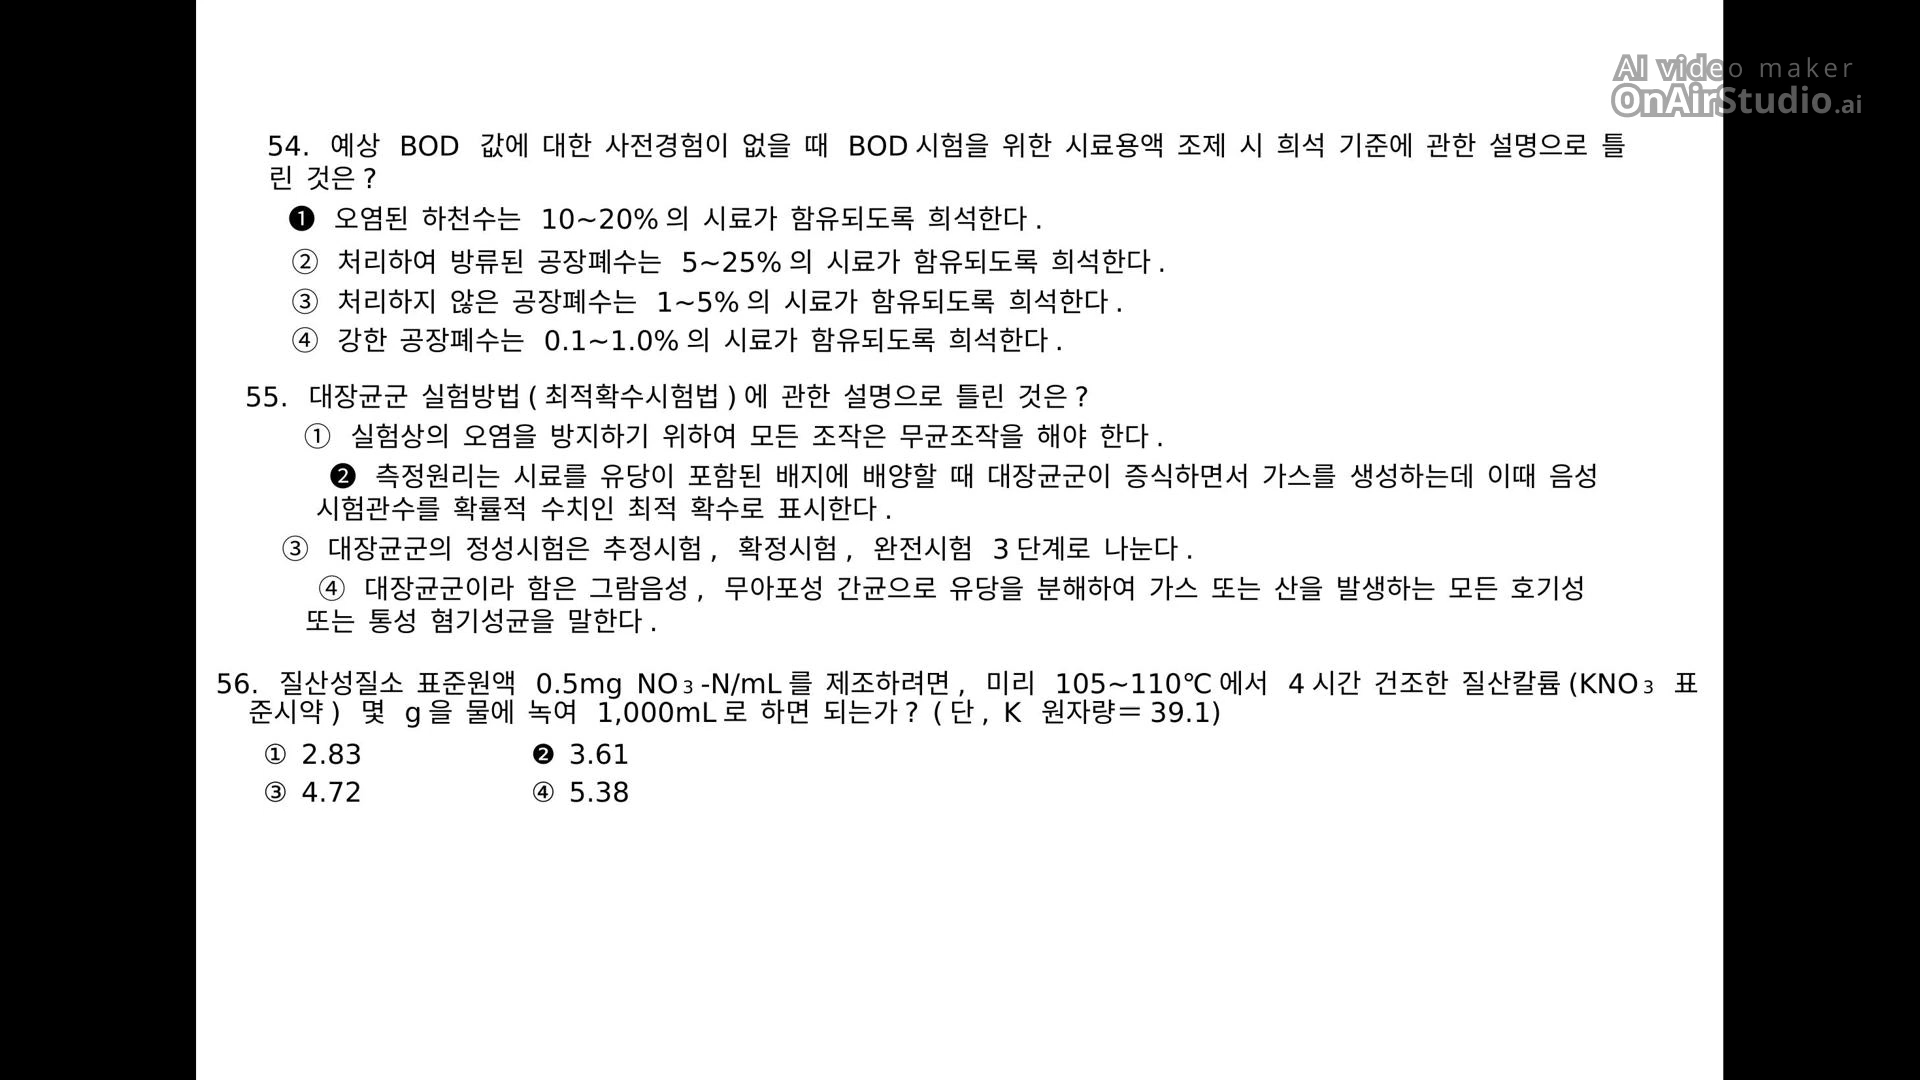 AI video maker
OnAirStudio.ai
54. 예상 BOD 값에 대한 사전경험이 없을 때 BOD시험을 위한 시료용액 조제 시 희석 기준에 관한 설명으로 틀
린 것은?
❶ 오염된 하천수는 10~20%의 시료가 함유되도록 희석한다.
② 처리하여 방류된 공장폐수는 5~25%의 시료가 함유되도록 희석한다.
③ 처리하지 않은 공장폐수는 1~5%의 시료가 함유되도록 희석한다.
④ 강한 공장폐수는 0.1~1.0%의 시료가 함유되도록 희석한다.
55. 대장균군 실험방법(최적확수시험법)에 관한 설명으로 틀린 것은?
① 실험상의 오염을 방지하기 위하여 모든 조작은 무균조작을 해야 한다.
❷ 측정원리는 시료를 유당이 포함된 배지에 배양할 때 대장균군이 증식하면서 가스를 생성하는데 이때 음성
시험관수를 확률적 수치인 최적 확수로 표시한다.
③ 대장균군의 정성시험은 추정시험, 확정시험, 완전시험 3단계로 나눈다.
④ 대장균군이라 함은 그람음성, 무아포성 간균으로 유당을 분해하여 가스 또는 산을 발생하는 모든 호기성
또는 통성 혐기성균을 말한다.
56. 질산성질소 표준원액 0.5mg NO₃-N/mL를 제조하려면, 미리 105~110℃에서 4시간 건조한 질산칼륨(KNO₃ 표
준시약) 몇 g을 물에 녹여 1,000mL로 하면 되는가? (단, K 원자량＝39.1)
① 2.83 ❷ 3.61
③ 4.72 ④ 5.38